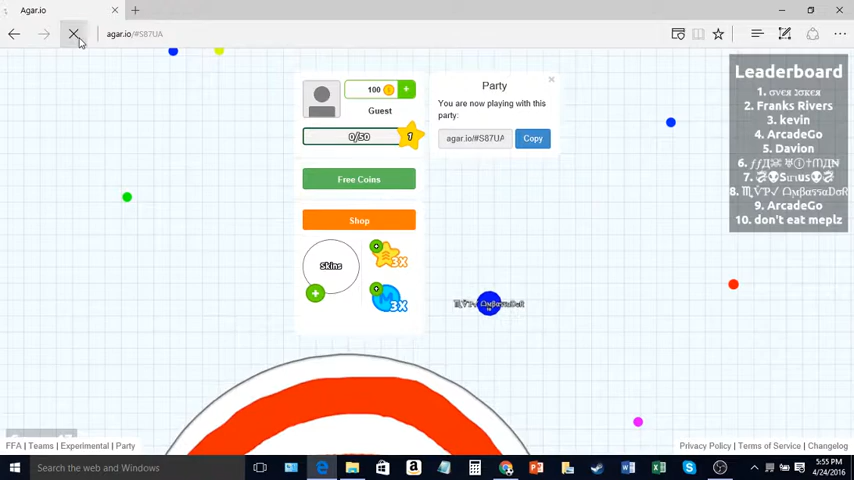 Agar.io
agar.io/#S87UA
100
Guest
0/50
1
Free Coins
Shop
Skins
3X
3X
Party
You are now playing with this
party:
agar.io/#S87UA
Copy
Leaderboard
2. Franks Rivers
3. kevin
4. ArcadeGo
5. Davion
9. ArcadeGo
10. don't eat meplz
FFA | Teams | Experimental | Party
Privacy Policy | Terms of Service | Changelog
Search the web and Windows
5:55 PM
4/24/2016